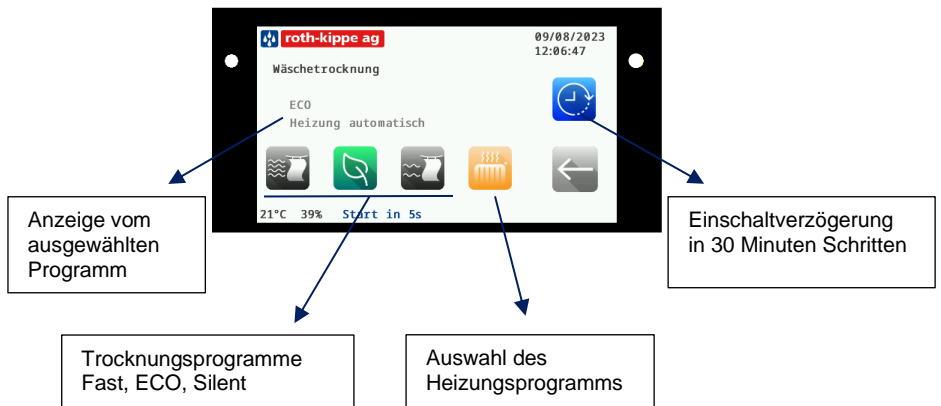 roth-kippe ag
09/08/2023
12:06:47
Wäschetrocknung
ECO
Heizung automatisch
21°C 39% Start in 5s
Anzeige vom
ausgewählten
Programm
Einschaltverzögerung
in 30 Minuten Schritten
Trocknungsprogramme
Fast, ECO, Silent
Auswahl des
Heizungsprogramms